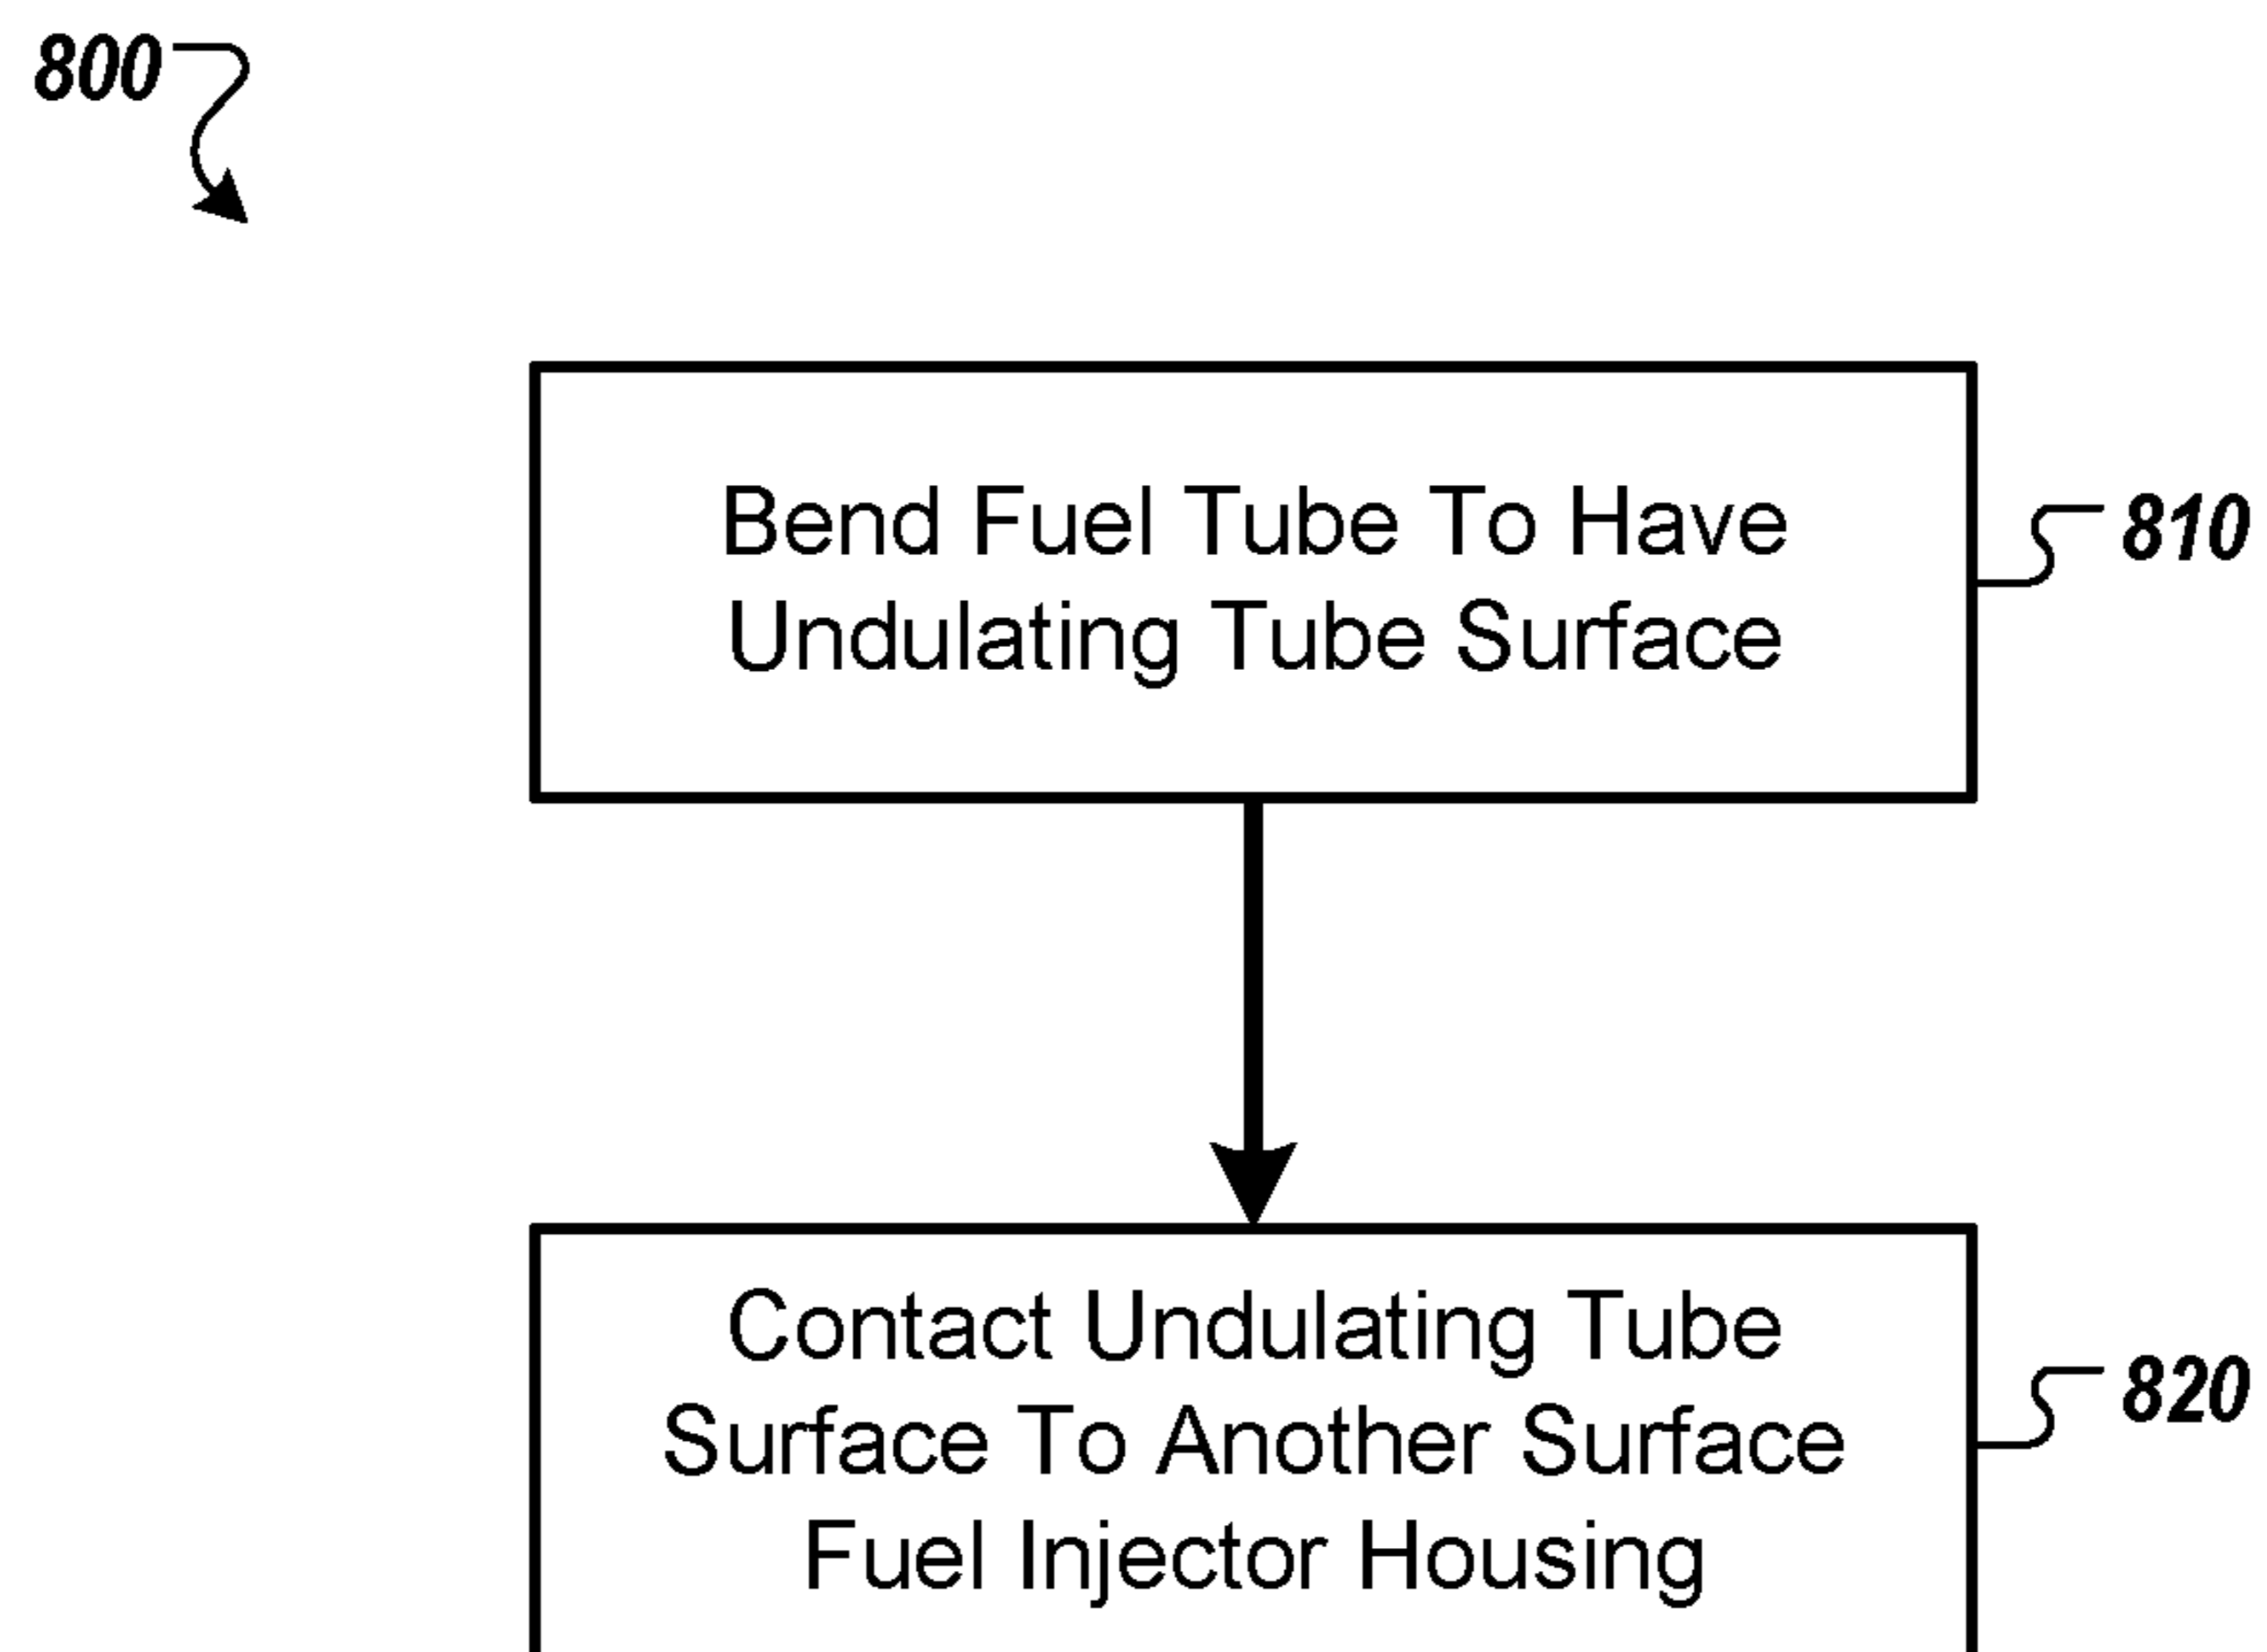 800
Bend Fuel Tube To Have
Undulating Tube Surface
810
Contact Undulating Tube
Surface To Another Surface
Fuel Injector Housing
820